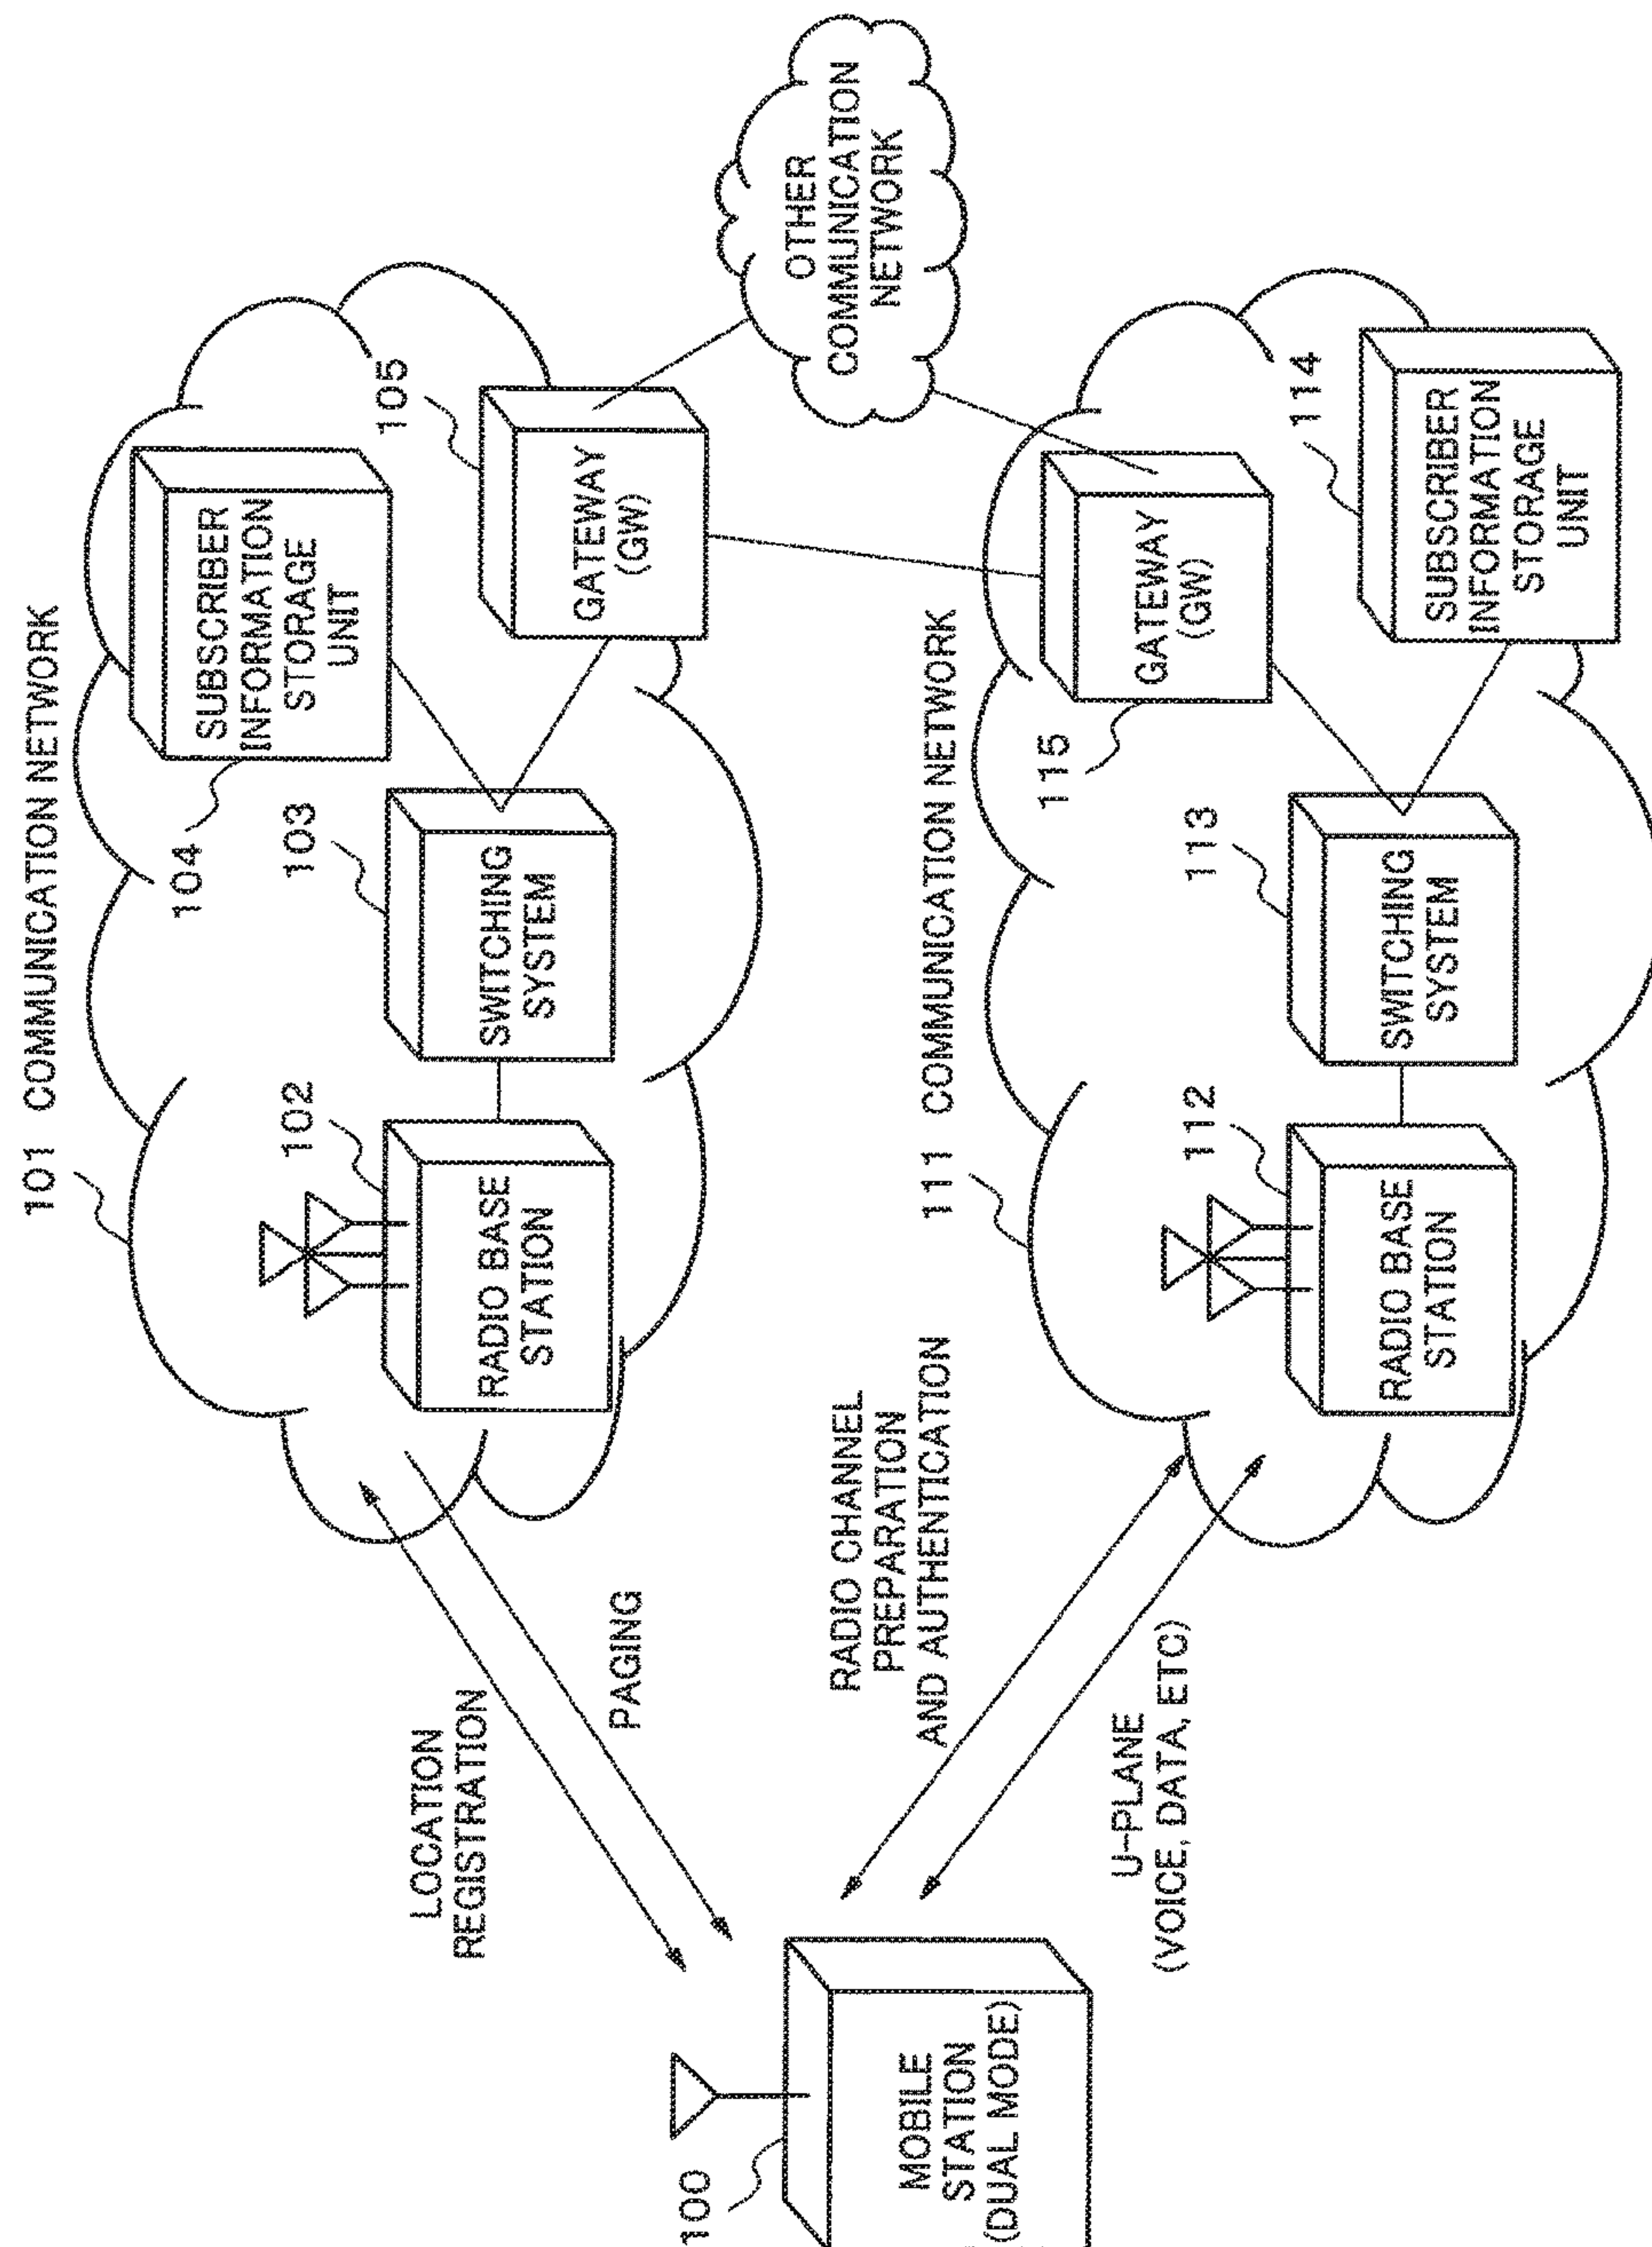 101 COMMUNICATION NETWORK
104
SUBSCRIBER
INFORMATION
STORAGE
UNIT
105
GATEWAY
(GW)
103
SWITCHING
SYSTEM
102
RADIO BASE
STATION
OTHER
COMMUNICATION
NETWORK
LOCATION
REGISTRATION
PAGING
100
MOBILE
STATION
(DUAL MODE)
RADIO CHANNEL
PREPARATION
AND AUTHENTICATION
U-PLANE
(VOICE, DATA, ETC)
111 COMMUNICATION NETWORK
112
RADIO BASE
STATION
113
SWITCHING
SYSTEM
115
GATEWAY
(GW)
114
SUBSCRIBER
INFORMATION
STORAGE
UNIT